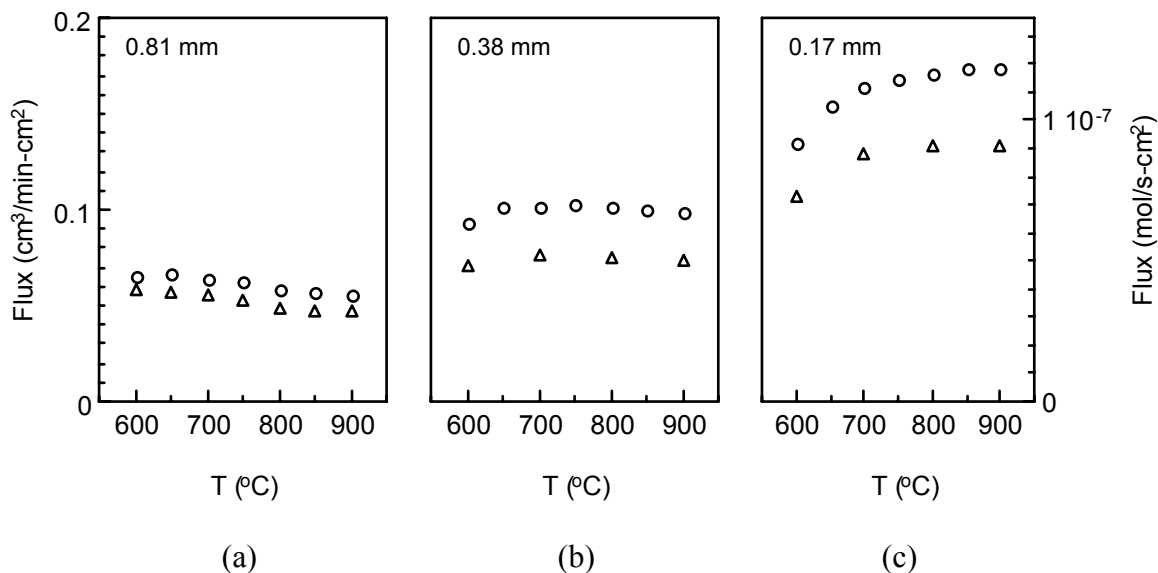 0.2
0.81 mm
0.38 mm
0.17 mm
1 10⁻⁷
Flux (cm³/min-cm²)
Flux (mol/s-cm²)
0.1
0
0
600 700 800 900
600 700 800 900
600 700 800 900
T (ºC)
T (ºC)
T (ºC)
(a)
(b)
(c)